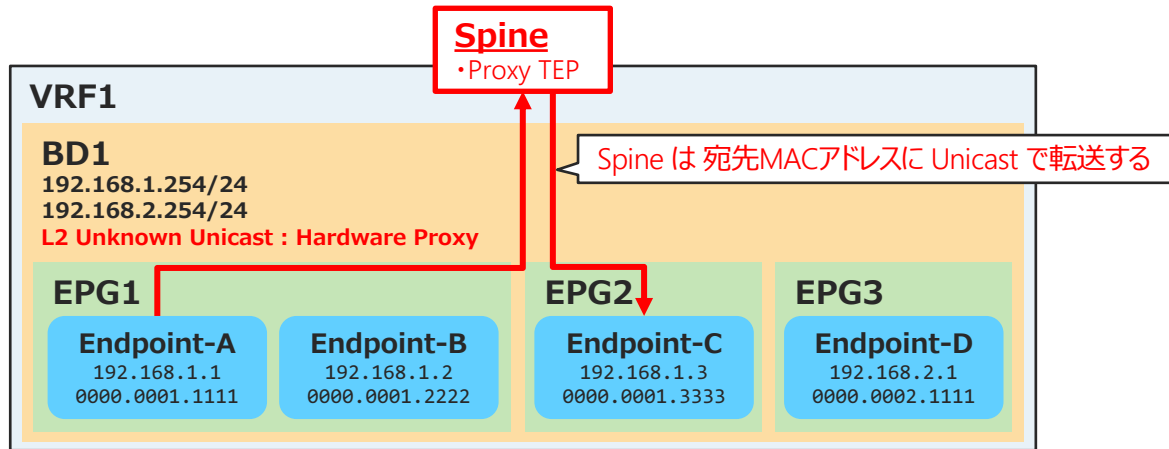 Spine
・Proxy TEP
VRF1
BD1
192.168.1.254/24
192.168.2.254/24
L2 Unknown Unicast : Hardware Proxy
Spine は 宛先MACアドレスに Unicast で転送する
EPG1
Endpoint-A
192.168.1.1
0000.0001.1111
Endpoint-B
192.168.1.2
0000.0001.2222
EPG2
Endpoint-C
192.168.1.3
0000.0001.3333
EPG3
Endpoint-D
192.168.2.1
0000.0002.1111